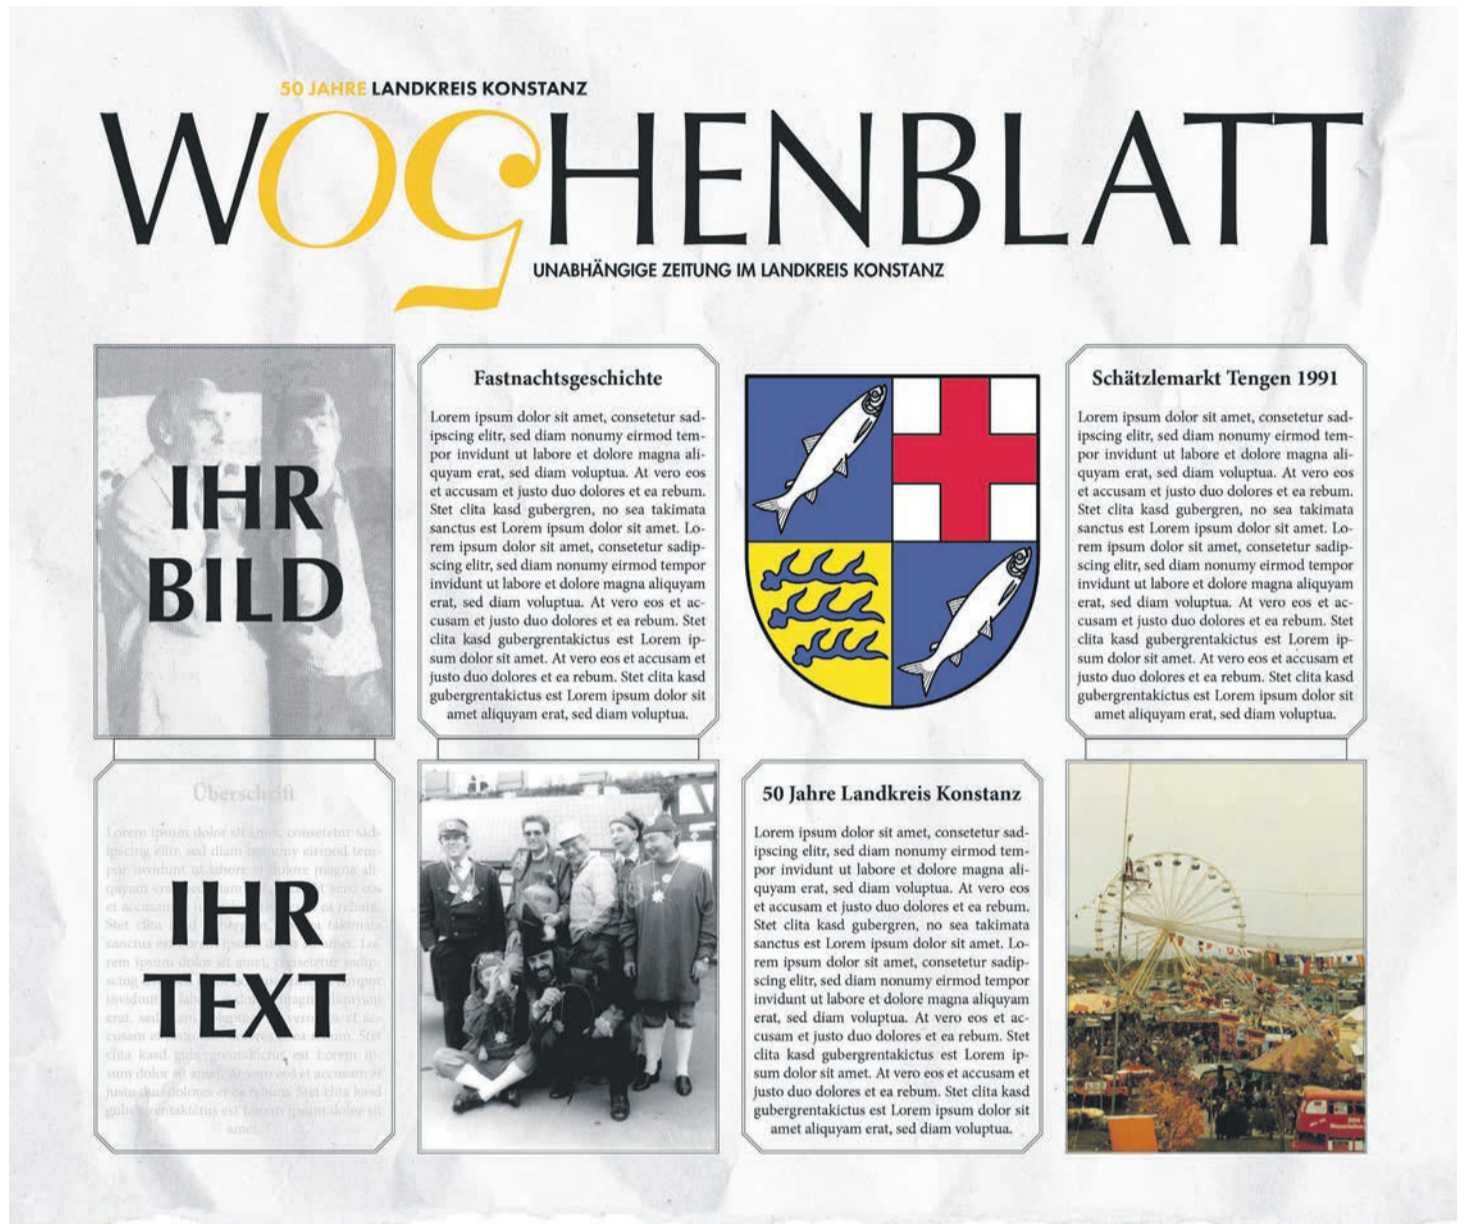 50 JAHRE LANDKREIS KONSTANZ
WOCHENBLATT
UNABHÄNGIGE ZEITUNG IM LANDKREIS KONSTANZ
IHR
BILD
Fastnachtsgeschichte
Lorem ipsum dolor sit amet, consetetur sad-
ipscing elitr, sed diam nonumy eirmod tem-
por invidunt ut labore et dolore magna ali-
quyam erat, sed diam voluptua. At vero eos
et accusam et justo duo dolores et ea rebum.
Stet clita kasd gubergren, no sea takimata
sanctus est Lorem ipsum dolor sit amet. Lo-
rem ipsum dolor sit amet, consetetur sadip-
scing elitr, sed diam nonumy eirmod tempor
invidunt ut labore et dolore magna aliquyam
erat, sed diam voluptua. At vero eos et ac-
cusam et justo duo dolores et ea rebum. Stet
clita kasd gubergrentakictus est Lorem ip-
sum dolor sit amet. At vero eos et accusam et
justo duo dolores et ea rebum. Stet clita kasd
gubergrentakictus est Lorem ipsum dolor sit
amet aliquyam erat, sed diam voluptua.
Schätzlemarkt Tengen 1991
Lorem ipsum dolor sit amet, consetetur sad-
ipscing elitr, sed diam nonumy eirmod tem-
por invidunt ut labore et dolore magna ali-
quyam erat, sed diam voluptua. At vero eos
et accusam et justo duo dolores et ea rebum.
Stet clita kasd gubergren, no sea takimata
sanctus est Lorem ipsum dolor sit amet. Lo-
rem ipsum dolor sit amet, consetetur sadip-
scing elitr, sed diam nonumy eirmod tempor
invidunt ut labore et dolore magna aliquyam
erat, sed diam voluptua. At vero eos et ac-
cusam et justo duo dolores et ea rebum. Stet
clita kasd gubergrentakictus est Lorem ip-
sum dolor sit amet. At vero eos et accusam et
justo duo dolores et ea rebum. Stet clita kasd
gubergrentakictus est Lorem ipsum dolor sit
amet aliquyam erat, sed diam voluptua.
Überschrift
IHR
TEXT
50 Jahre Landkreis Konstanz
Lorem ipsum dolor sit amet, consetetur sad-
ipscing elitr, sed diam nonumy eirmod tem-
por invidunt ut labore et dolore magna ali-
quyam erat, sed diam voluptua. At vero eos
et accusam et justo duo dolores et ea rebum.
Stet clita kasd gubergren, no sea takimata
sanctus est Lorem ipsum dolor sit amet. Lo-
rem ipsum dolor sit amet, consetetur sadip-
scing elitr, sed diam nonumy eirmod tempor
invidunt ut labore et dolore magna aliquyam
erat, sed diam voluptua. At vero eos et ac-
cusam et justo duo dolores et ea rebum. Stet
clita kasd gubergrentakictus est Lorem ip-
sum dolor sit amet. At vero eos et accusam et
justo duo dolores et ea rebum. Stet clita kasd
gubergrentakictus est Lorem ipsum dolor sit
amet aliquyam erat, sed diam voluptua.